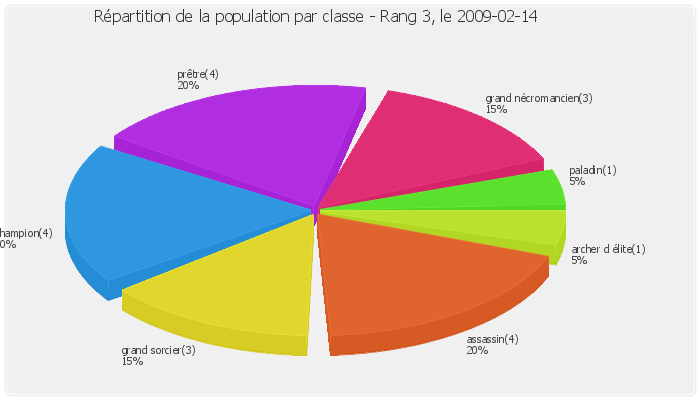 Répartition de la population par classe - Rang 3, le 2009-02-14
prêtre(4)
20%
grand nécromancien(3)
15%
paladin(1)
5%
hampion(4)
0%
archer d élite(1)
5%
assassin(4)
20%
grand sorcier(3)
15%